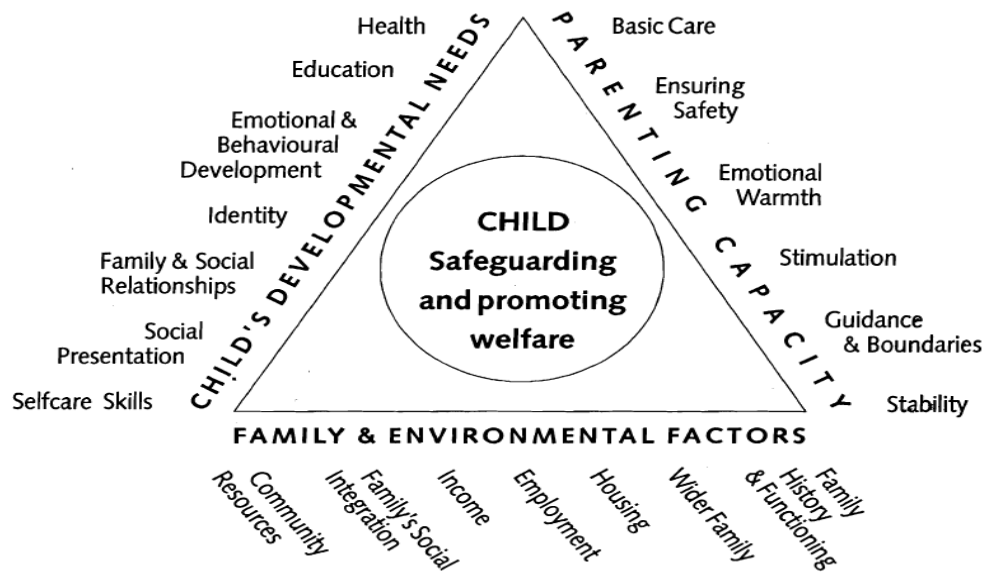 Health
Education
Emotional &
Behavioural
Development
Identity
Family & Social
Relationships
Social
Presentation
Selfcare Skills
CHILD'S DEVELOPMENTAL NEEDS
CHILD
Safeguarding
and promoting
welfare
PARENTING CAPACITY
Basic Care
Ensuring
Safety
Emotional
Warmth
Stimulation
Guidance
& Boundaries
Stability
FAMILY & ENVIRONMENTAL FACTORS
Community
Resources
Family's Social
Integration
Income
Employment
Housing
Wider Family
Family
History
& Functioning